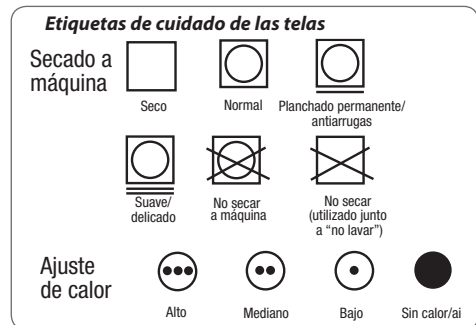 Etiquetas de cuidado de las telas
Secado a
máquina
Seco
Normal
Planchado permanente/
antiarrugas
Suave/
delicado
No secar
a máquina
No secar
(utilizado junto
a “no lavar”)
Ajuste
de calor
Alto
Mediano
Bajo
Sin calor/ai